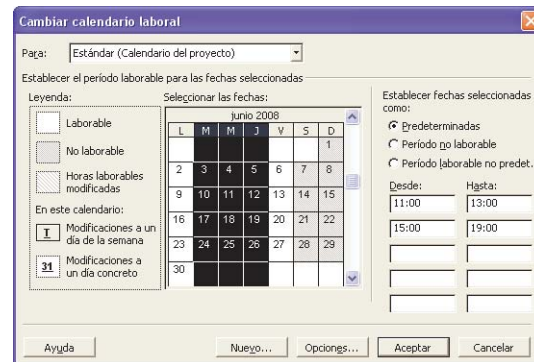 Cambiar calendario laboral
Para: Estándar (Calendario del proyecto)
Establecer el período laborable para las fechas seleccionadas
Leyenda:
Laborable
No laborable
Horas laborables
modificadas
En este calendario:
T Modificaciones a un
día de la semana
31 Modificaciones a
un día concreto
Seleccionar las fechas:
junio 2008
L M M J V S D
1
2 3 4 5 6 7 8
9 10 11 12 13 14 15
16 17 18 19 20 21 22
23 24 25 26 27 28 29
30
Establecer fechas seleccionadas
como:
Predeterminadas
Período no laborable
Período laborable no predet.
Desde: Hasta:
11:00 13:00
15:00 19:00
Ayuda Nuevo... Opciones... Aceptar Cancelar